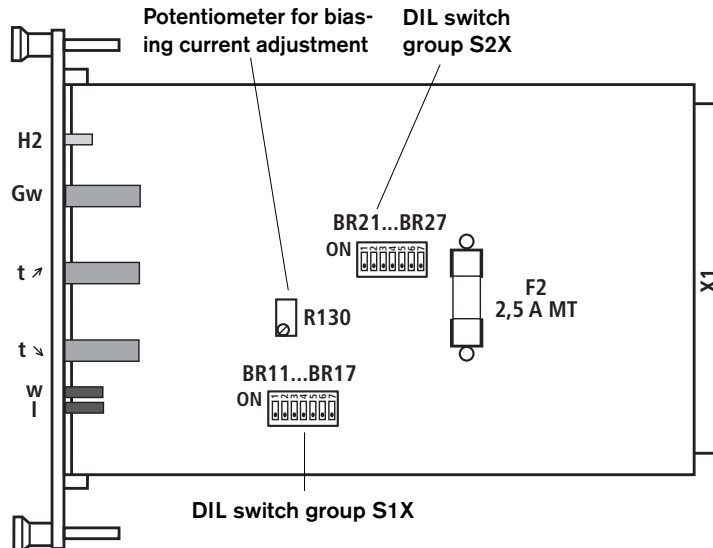 Potentiometer for bias-
ing current adjustment
DIL switch
group S2X
H2
Gw
t ↗
t ↘
w
I
BR21...BR27
ON
1 2 3 4 5 6 7
R130
F2
2,5 A MT
X1
BR11...BR17
ON
1 2 3 4 5 6 7
DIL switch group S1X